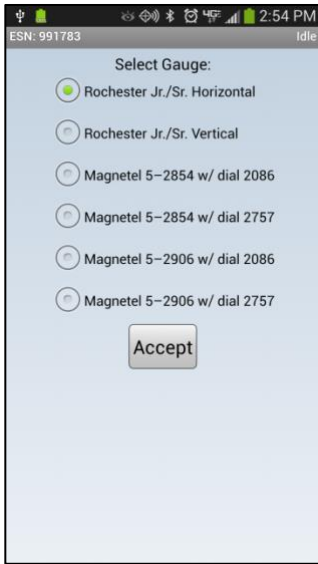 2:54 PM
ESN: 991783 Idle
Select Gauge:
Rochester Jr./Sr. Horizontal
Rochester Jr./Sr. Vertical
Magnetel 5-2854 w/ dial 2086
Magnetel 5-2854 w/ dial 2757
Magnetel 5-2906 w/ dial 2086
Magnetel 5-2906 w/ dial 2757
Accept